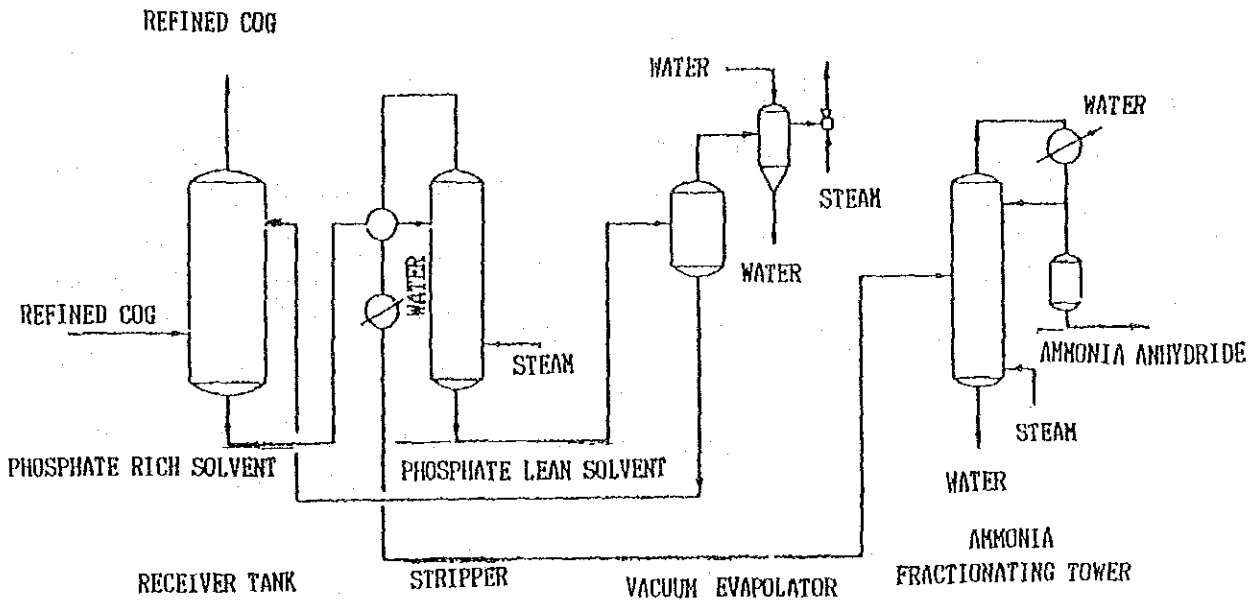 REFINED COG
WATER
WATER
STEAM
REFINED COG
WATER
STEAM
WATER
AMMONIA ANHYDRIDE
STEAM
PHOSPHATE RICH SOLVENT
PHOSPHATE LEAN SOLVENT
WATER
RECEIVER TANK
STRIPPER
VACUUM EVAPOLATOR
AMMONIA
FRACTIONATING TOWER